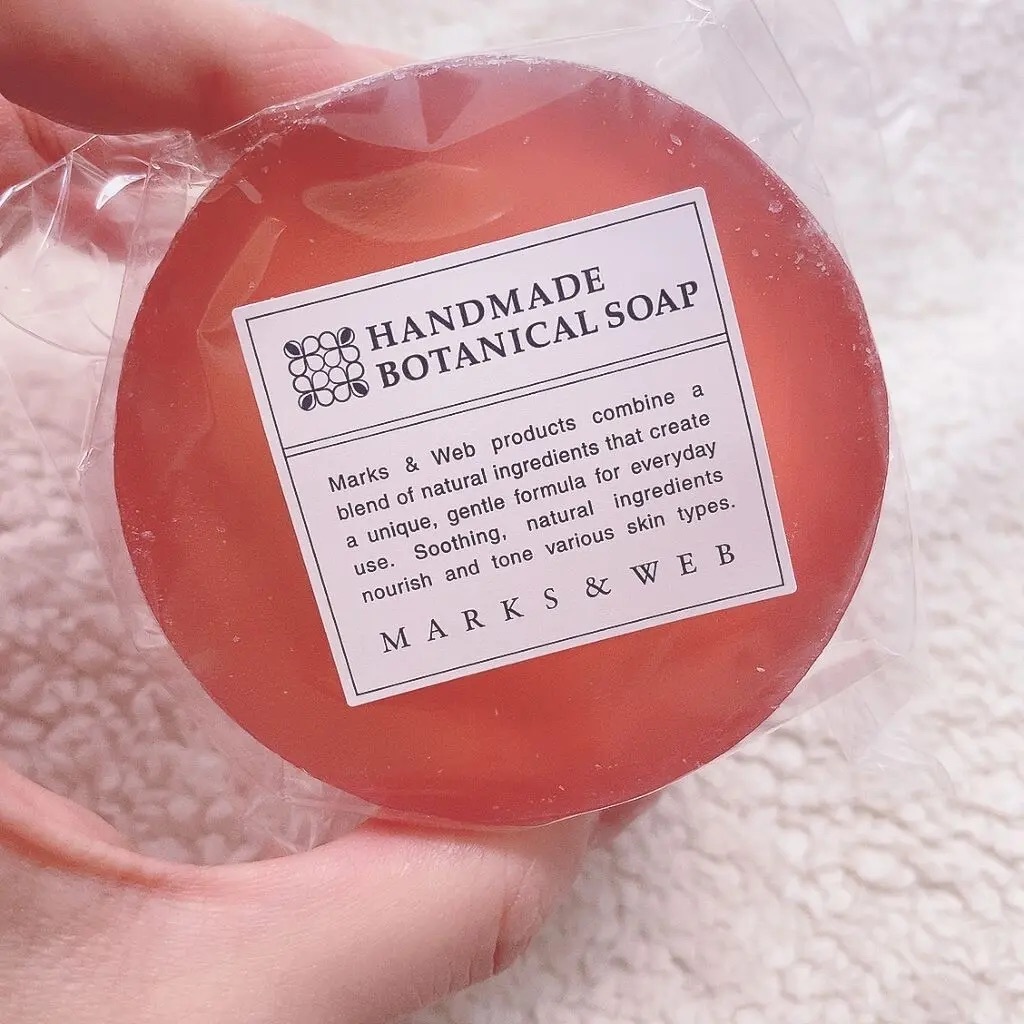 HANDMADE
BOTANICAL SOAP
Marks & Web products combine a
blend of natural ingredients that create
a unique, gentle formula for everyday
use. Soothing, natural ingredients
nourish and tone various skin types.
MARKS & WEB